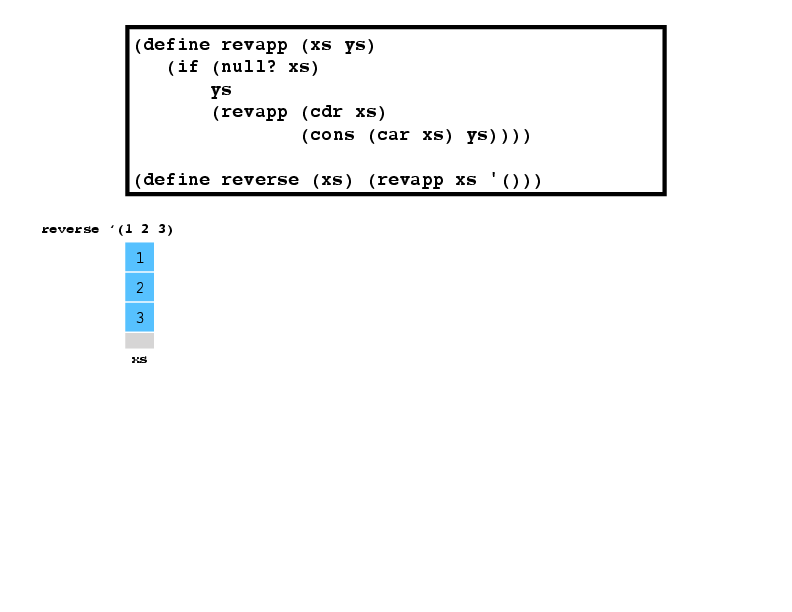 (define revapp (xs ys)
(if (null? xs)
ys
(revapp (cdr xs)
(cons (car xs) ys))))
(define reverse (xs) (revapp xs '()))
reverse ‘(1 2 3)
1
2
3
xs